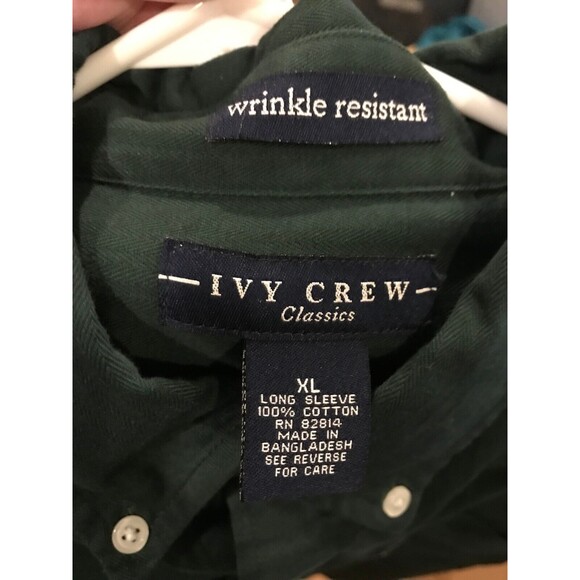 wrinkle resistant
IVY CREW
Classics
XL
LONG SLEEVE
100% COTTON
RN 82814
MADE IN
BANGLADESH
SEE REVERSE
FOR CARE